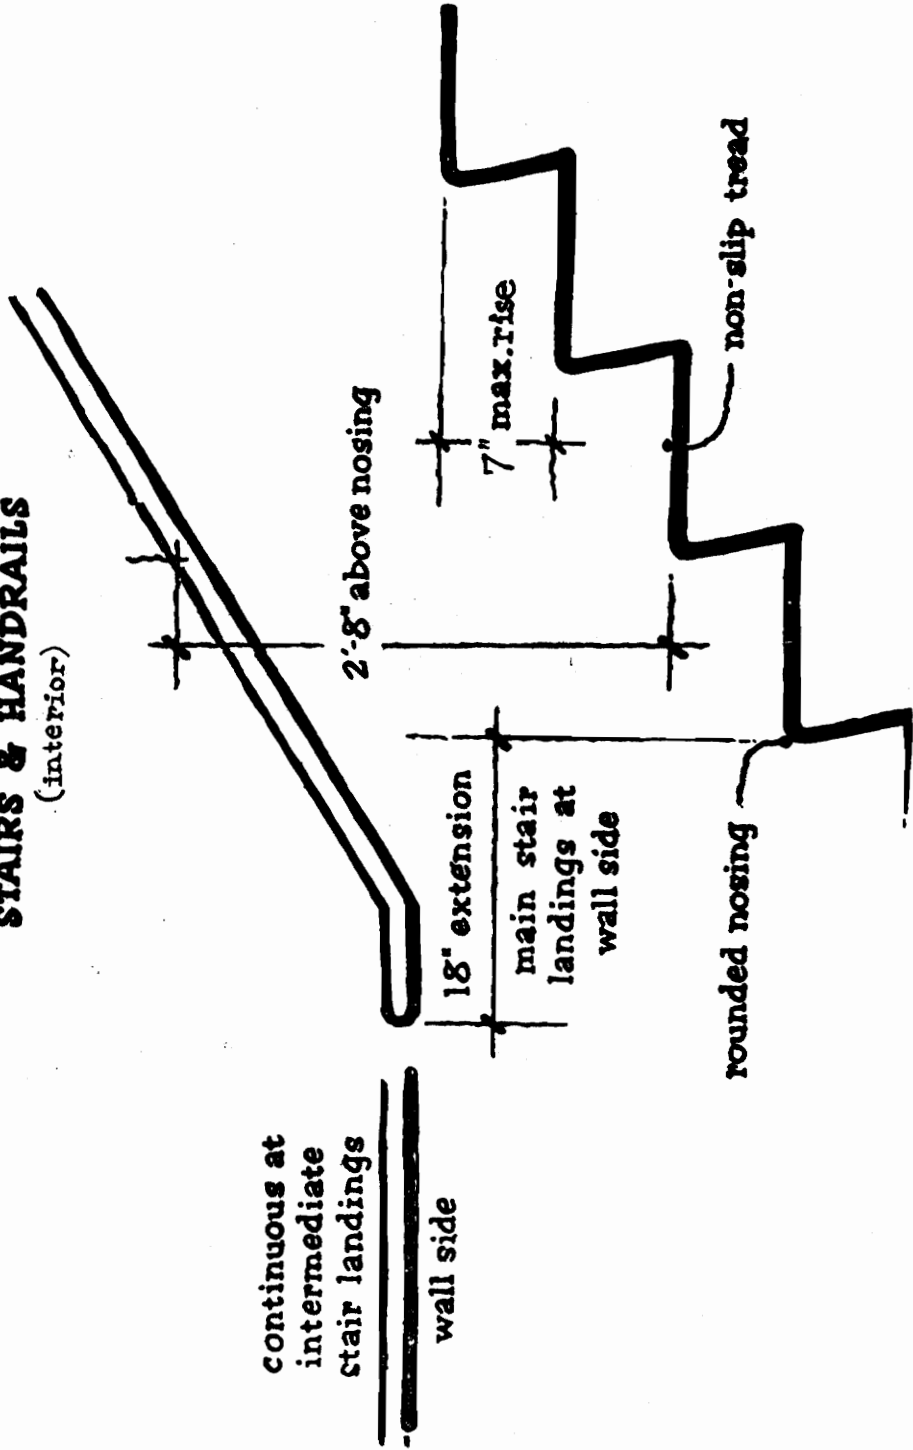 STAIRS & HANDRAILS
(interior)
continuous at
intermediate
stair landings
wall side
18" extension
main stair
landings at
wall side
2'-8" above nosing
7" max.rise
rounded nosing
non-slip tread